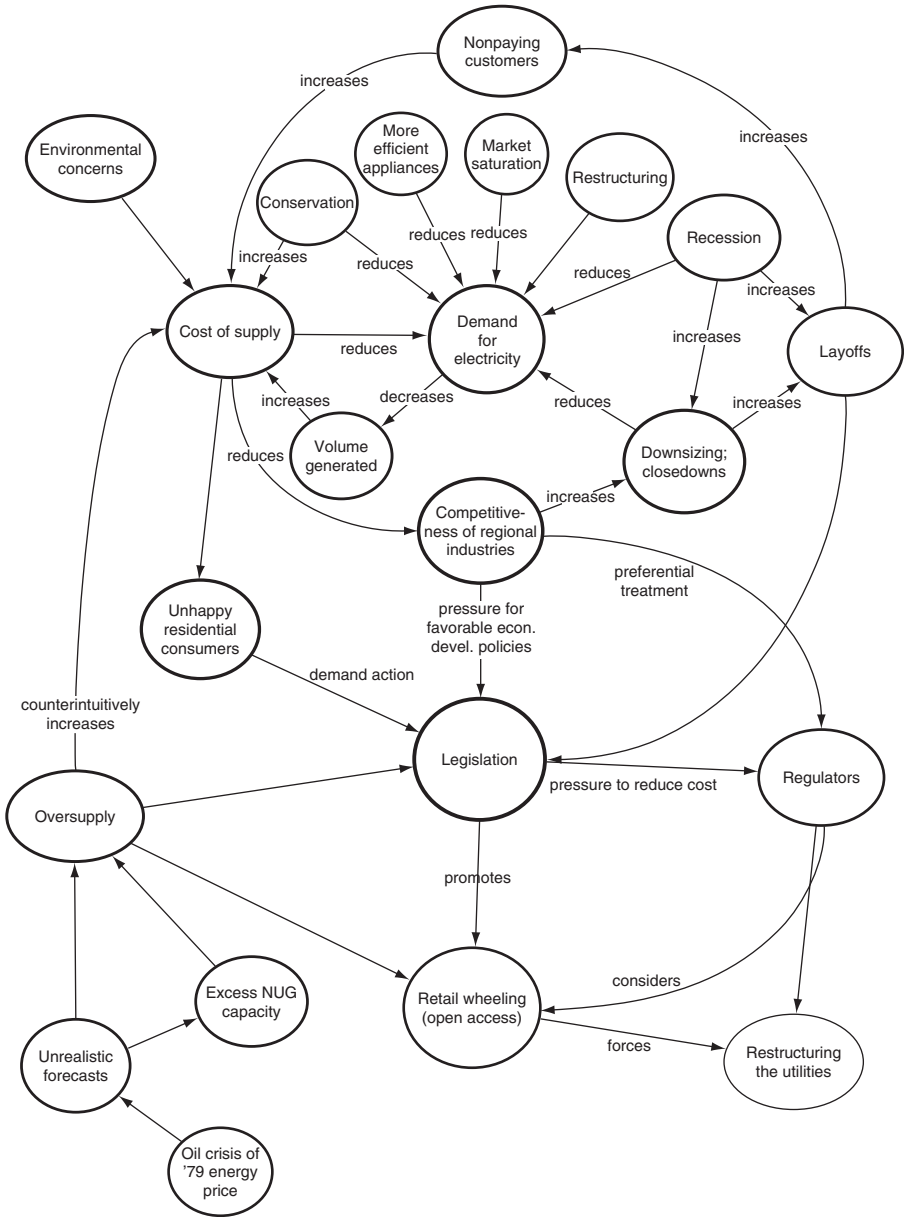 Nonpaying
customers
increases
increases
Environmental
concerns
More
efficient
appliances
Market
saturation
Restructuring
Conservation
Recession
increases
reduces
reduces
reduces
reduces
increases
Cost of supply
reduces
Demand
for
electricity
increases
Layoffs
increases
decreases
reduces
increases
Volume
generated
reduces
Downsizing;
closedowns
increases
Competitive-
ness of regional
industries
preferential
treatment
Unhappy
residential
consumers
pressure for
favorable econ.
devel. policies
demand action
counterintuitively
increases
Legislation
pressure to reduce cost
Regulators
Oversupply
promotes
considers
Excess NUG
capacity
Retail wheeling
(open access)
forces
Restructuring
the utilities
Unrealistic
forecasts
Oil crisis of
’79 energy
price